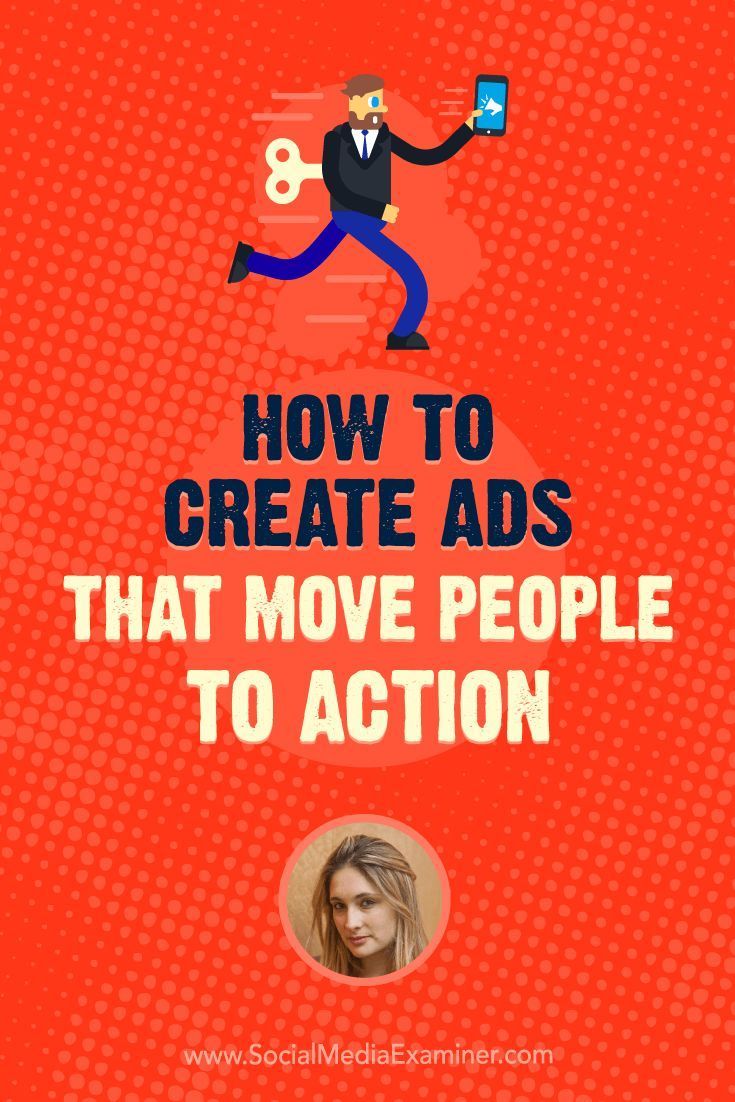 HOW TO
CREATE ADS
THAT MOVE PEOPLE
TO ACTION
www.SocialMediaExaminer.com